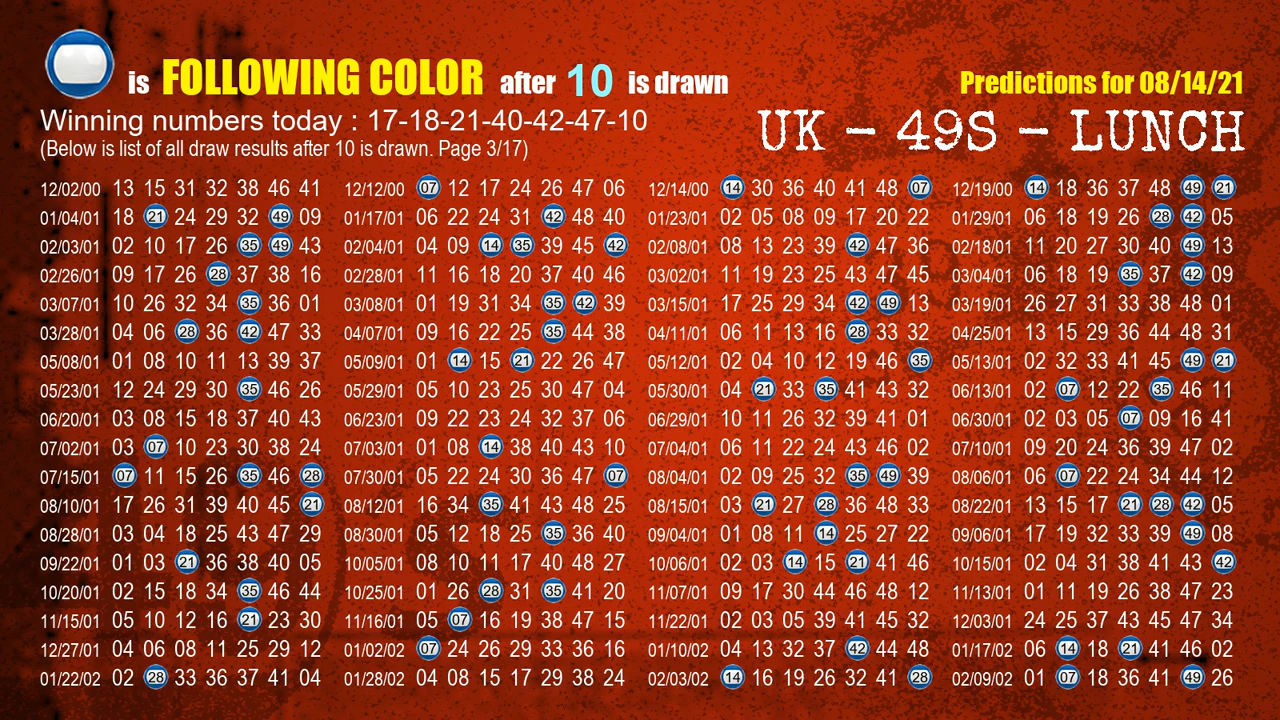 is FOLLOWING COLOR after 10 is drawn
Predictions for 08/14/21
Winning numbers today : 17-18-21-40-42-47-10
UK - 49S - LUNCH
(Below is list of all draw results after 10 is drawn. Page 3/17)
12/02/00 13 15 31 32 38 46 41 12/12/00 07 12 17 24 26 47 06 12/14/00 14 30 36 40 41 48 07 12/19/00 14 18 36 37 48 49 21
01/04/01 18 21 24 29 32 49 09 01/17/01 06 22 24 31 42 48 40 01/23/01 02 05 08 09 17 20 22 01/29/01 06 18 19 26 28 42 05
02/03/01 02 10 17 26 35 49 43 02/04/01 04 09 14 35 39 45 42 02/08/01 08 13 23 39 42 47 36 02/18/01 11 20 27 30 40 49 13
02/26/01 09 17 26 28 37 38 16 02/28/01 11 16 18 20 37 40 46 03/02/01 11 19 23 25 43 47 45 03/04/01 06 18 19 35 37 42 09
03/07/01 10 26 32 34 35 36 01 03/08/01 01 19 31 34 35 42 39 03/15/01 17 25 29 34 42 49 13 03/19/01 26 27 31 33 38 48 01
03/28/01 04 06 28 36 42 47 33 04/07/01 09 16 22 25 35 44 38 04/11/01 06 11 13 16 28 33 32 04/25/01 13 15 29 36 44 48 31
05/08/01 01 08 10 11 13 39 37 05/09/01 01 14 15 21 22 26 47 05/12/01 02 04 10 12 19 46 35 05/13/01 02 32 33 41 45 49 21
05/23/01 12 24 29 30 35 46 26 05/29/01 05 10 23 25 30 47 04 05/30/01 04 21 33 35 41 43 32 06/13/01 02 07 12 22 35 46 11
06/20/01 03 08 15 18 37 40 43 06/23/01 09 22 23 24 32 37 06 06/29/01 10 11 26 32 39 41 01 06/30/01 02 03 05 07 09 16 41
07/02/01 03 07 10 23 30 38 24 07/03/01 01 08 14 38 40 43 10 07/04/01 06 11 22 24 43 46 02 07/10/01 09 20 24 36 39 47 02
07/15/01 07 11 15 26 35 46 28 07/30/01 05 22 24 30 36 47 07 08/04/01 02 09 25 32 35 49 39 08/06/01 06 07 22 24 34 44 12
08/10/01 17 26 31 39 40 45 21 08/12/01 16 34 35 41 43 48 25 08/15/01 03 21 27 28 36 48 33 08/22/01 13 15 17 21 28 42 05
08/28/01 03 04 18 25 43 47 29 08/30/01 05 12 18 25 35 36 40 09/04/01 01 08 11 14 25 27 22 09/06/01 17 19 32 33 39 49 08
09/22/01 01 03 21 36 38 40 05 10/05/01 08 10 11 17 40 48 27 10/06/01 02 03 14 15 21 41 46 10/15/01 02 04 31 38 41 43 42
10/20/01 02 15 18 34 35 46 44 10/25/01 01 26 28 31 35 41 20 11/07/01 09 17 30 44 46 48 12 11/13/01 01 11 19 26 38 47 23
11/15/01 05 10 12 16 21 23 30 11/16/01 05 07 16 19 38 47 15 11/22/01 02 03 05 39 41 45 32 12/03/01 24 25 37 43 45 47 34
12/27/01 04 06 08 11 25 29 12 01/02/02 07 24 26 29 33 36 16 01/10/02 04 13 32 37 42 44 48 01/17/02 06 14 18 21 41 46 02
01/22/02 02 28 33 36 37 41 04 01/28/02 04 08 15 17 31 38 24 02/03/02 14 16 19 26 32 41 28 02/09/02 01 07 18 36 41 49 26